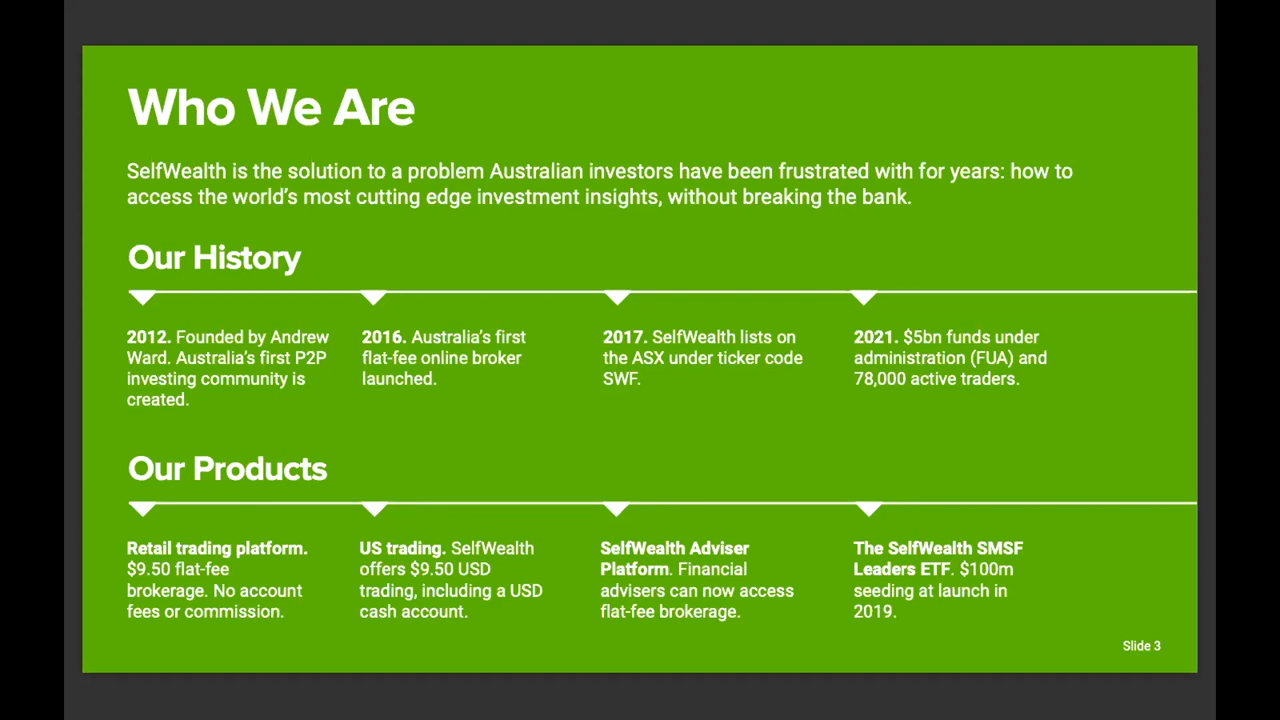 Who We Are
SelfWealth is the solution to a problem Australian investors have been frustrated with for years: how to
access the world’s most cutting edge investment insights, without breaking the bank.
Our History
2012. Founded by Andrew
Ward. Australia’s first P2P
investing community is
created.
2016. Australia’s first
flat-fee online broker
launched.
2017. SelfWealth lists on
the ASX under ticker code
SWF.
2021. $5bn funds under
administration (FUA) and
78,000 active traders.
Our Products
Retail trading platform.
$9.50 flat-fee
brokerage. No account
fees or commission.
US trading. SelfWealth
offers $9.50 USD
trading, including a USD
cash account.
SelfWealth Adviser
Platform. Financial
advisers can now access
flat-fee brokerage.
The SelfWealth SMSF
Leaders ETF. $100m
seeding at launch in
2019.
Slide 3